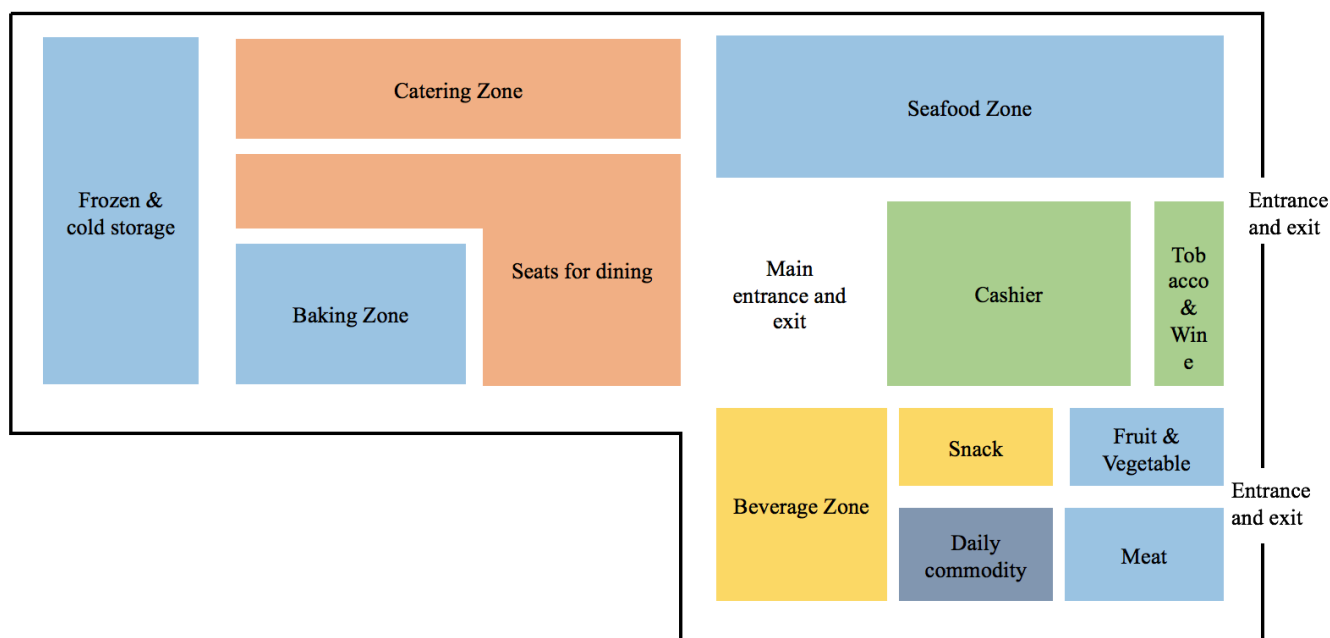 Catering Zone
Seafood Zone
Frozen &
cold storage
Entrance
and exit
Seats for dining
Baking Zone
Main
entrance and
exit
Cashier
Tob
acco
&
Win
e
Beverage Zone
Snack
Fruit &
Vegetable
Entrance
and exit
Daily
commodity
Meat